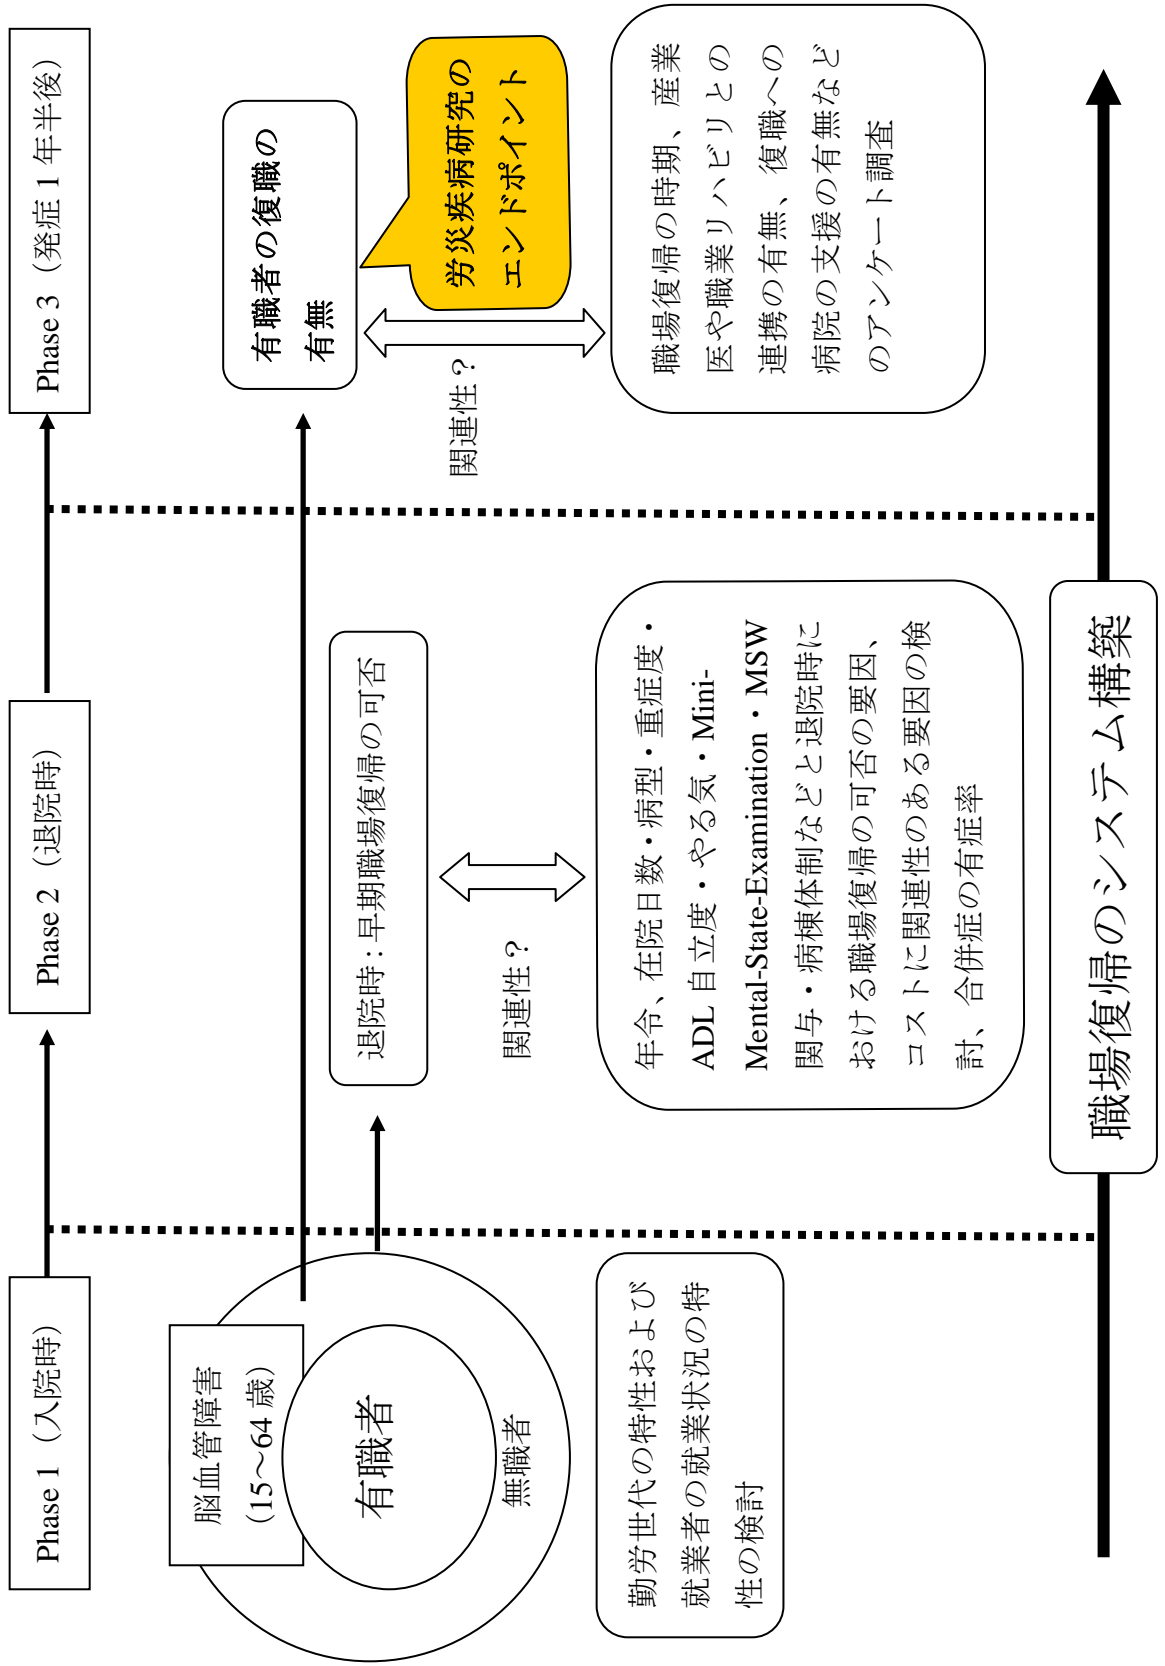 Phase 1（入院時）
Phase 2（退院時）
Phase 3（発症 1 年半後）
脳血管障害
(15～64 歳)
有職者
無職者
勤労世代の特性および
就業者の就業状況の特
性の検討
退院時：早期職場復帰の可否
関連性？
年令、在院日数・病型・重症度・
ADL 自立度・やる気・Mini-
Mental-State-Examination・MSW
関与・病棟体制などと退院時に
おける職場復帰の可否の要因、
コストに関連性のある要因の検
討、合併症の有症率
有職者の復職の
有無
労災疾病研究の
エンドポイント
関連性？
職場復帰の時期、産業
医や職業リハビリとの
連携の有無、復職への
病院の支援の有無など
のアンケート調査
職場復帰のシステム構築